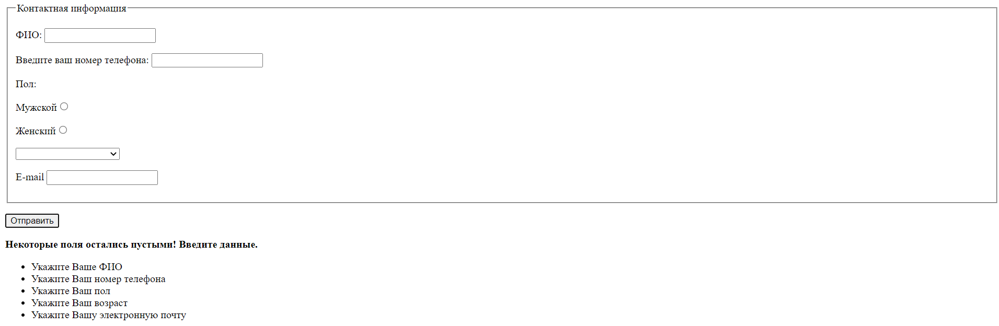 Контактная информация
ФИО:
Введите ваш номер телефона:
Пол:
Мужской
Женский
E-mail
Отправить
Некоторые поля остались пустыми! Введите данные.
Укажите Ваше ФИО
Укажите Ваш номер телефона
Укажите Ваш пол
Укажите Ваш возраст
Укажите Вашу электронную почту